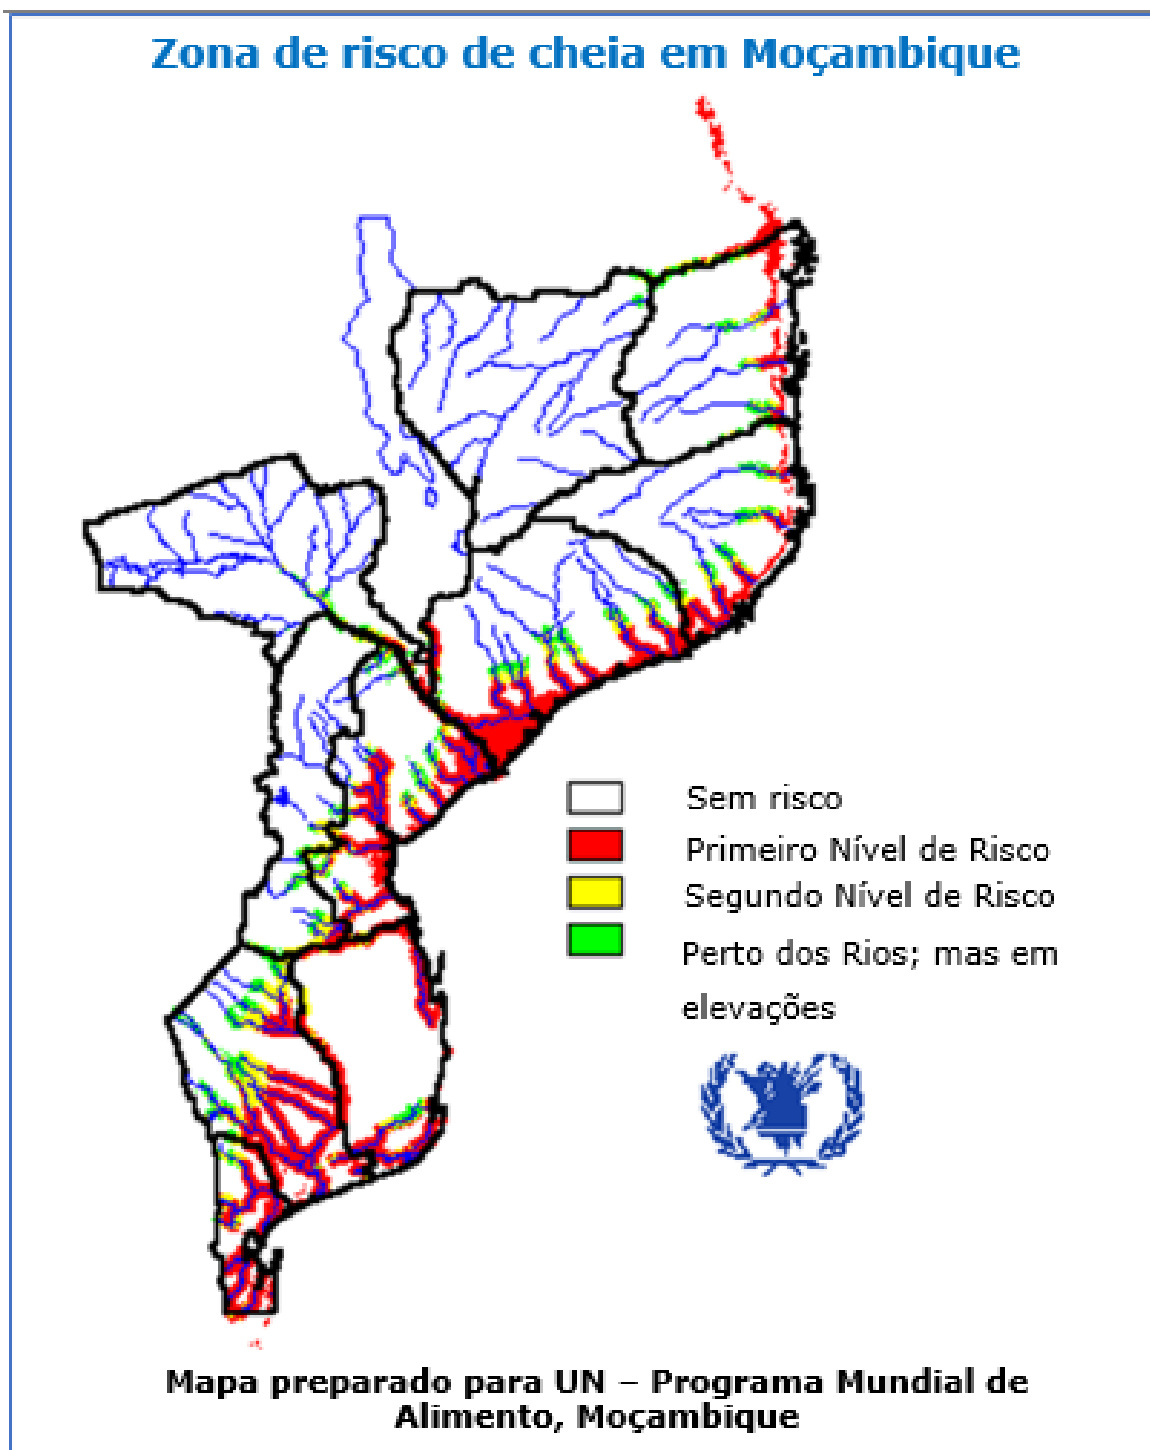 Zona de risco de cheia em Moçambique
Sem risco
Primeiro Nível de Risco
Segundo Nível de Risco
Perto dos Rios; mas em
elevações
Mapa preparado para UN – Programa Mundial de
Alimento, Moçambique